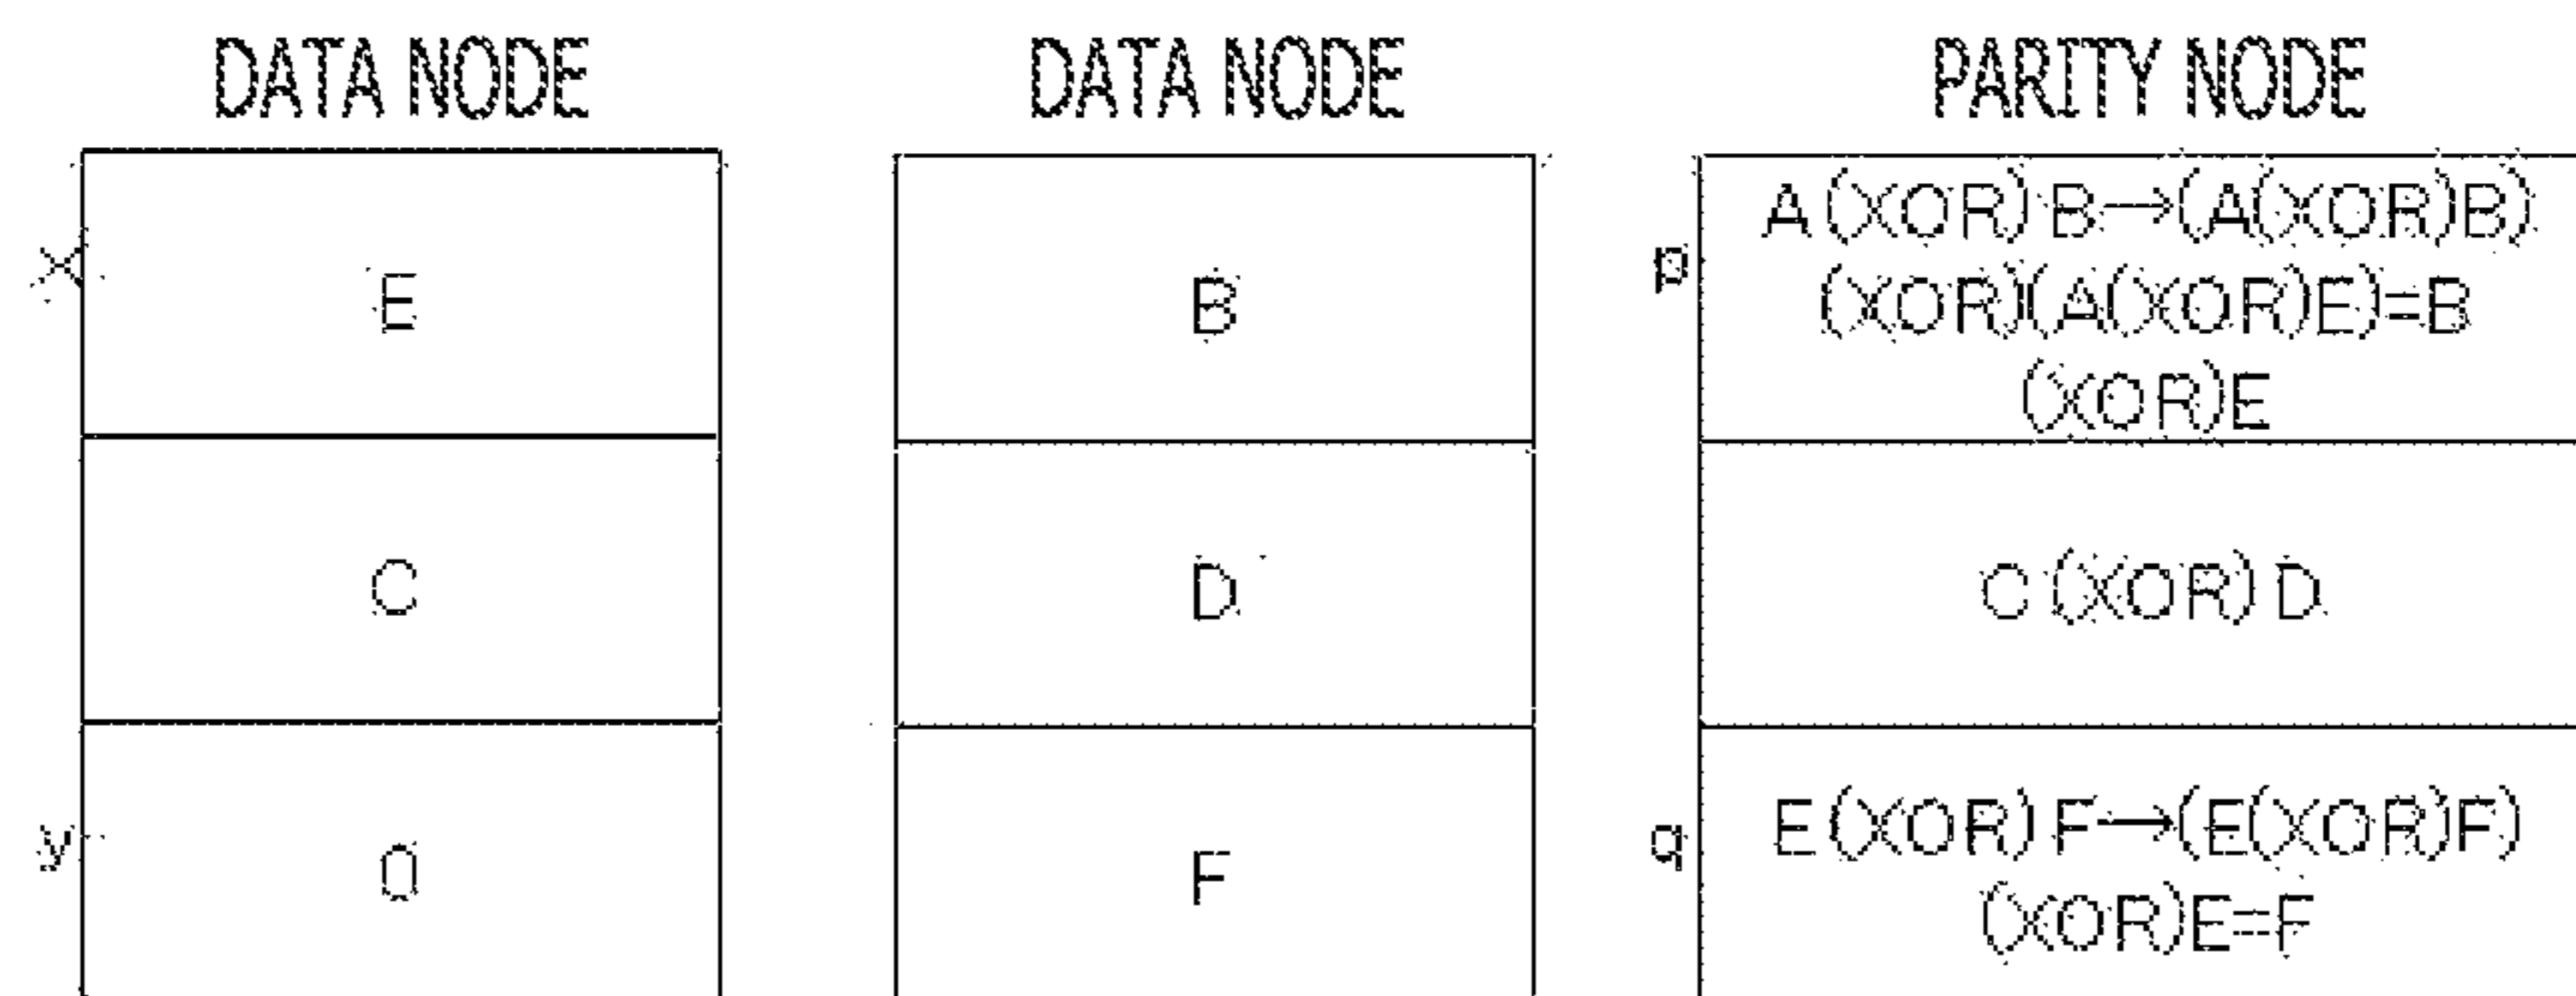 DATA NODE
DATA NODE
PARITY NODE
x
E
B
p
A (XOR) B→(A(XOR)B)
(XOR)(A(XOR)E)=B
(XOR)E
C
D
C (XOR) D
y
0
F
q
E (XOR) F→(E(XOR)F)
(XOR)E=F